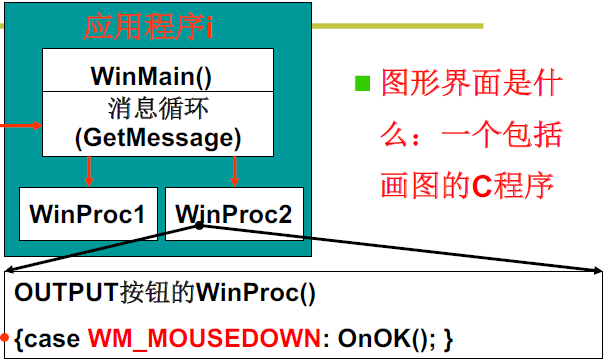 应用程序i
WinMain()
消息循环
(GetMessage)
WinProc1
WinProc2
图形界面是什
么：一个包括
画图的C程序
OUTPUT按钮的WinProc()
{case WM_MOUSEDOWN: OnOK(); }